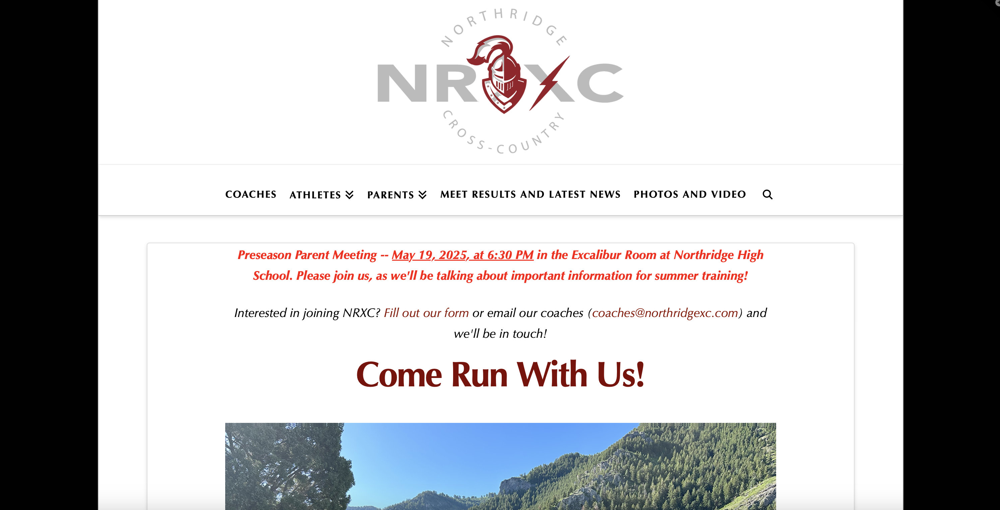 NORTHRIDGE
NRXC
CROSS-COUNTRY
COACHES ATHLETES PARENTS MEET RESULTS AND LATEST NEWS PHOTOS AND VIDEO
Preseason Parent Meeting -- May 19, 2025, at 6:30 PM in the Excalibur Room at Northridge High
School. Please join us, as we'll be talking about important information for summer training!
Interested in joining NRXC? Fill out our form or email our coaches (coaches@northridgexc.com) and
we'll be in touch!
Come Run With Us!